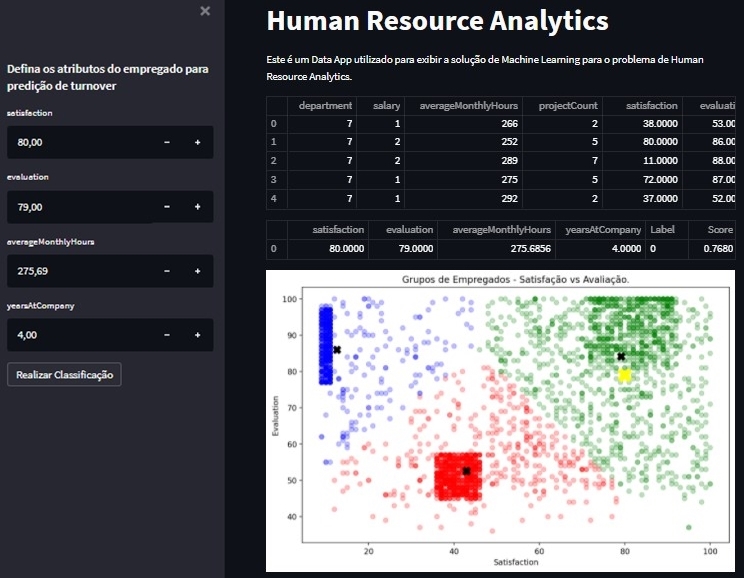 ×
Defina os atributos do empregado para
predição de turnover
satisfaction
80,00 − +
evaluation
79,00 − +
averageMonthlyHours
275,69 − +
yearsAtCompany
4,00 − +
Realizar Classificação
Human Resource Analytics
Este é um Data App utilizado para exibir a solução de Machine Learning para o problema de Human
Resource Analytics.
department salary averageMonthlyHours projectCount satisfaction evaluati
0 7 1 266 2 38.0000 53.00
1 7 2 252 5 80.0000 86.00
2 7 2 289 7 11.0000 88.00
3 7 1 275 5 72.0000 87.00
4 7 1 292 2 37.0000 52.00
satisfaction evaluation averageMonthlyHours yearsAtCompany Label Score
0 80.0000 79.0000 275.6856 4.0000 0 0.7680
Grupos de Empregados - Satisfação vs Avaliação.
100
90
80
70
60
50
40
Evaluation
20 40 60 80 100
Satisfaction